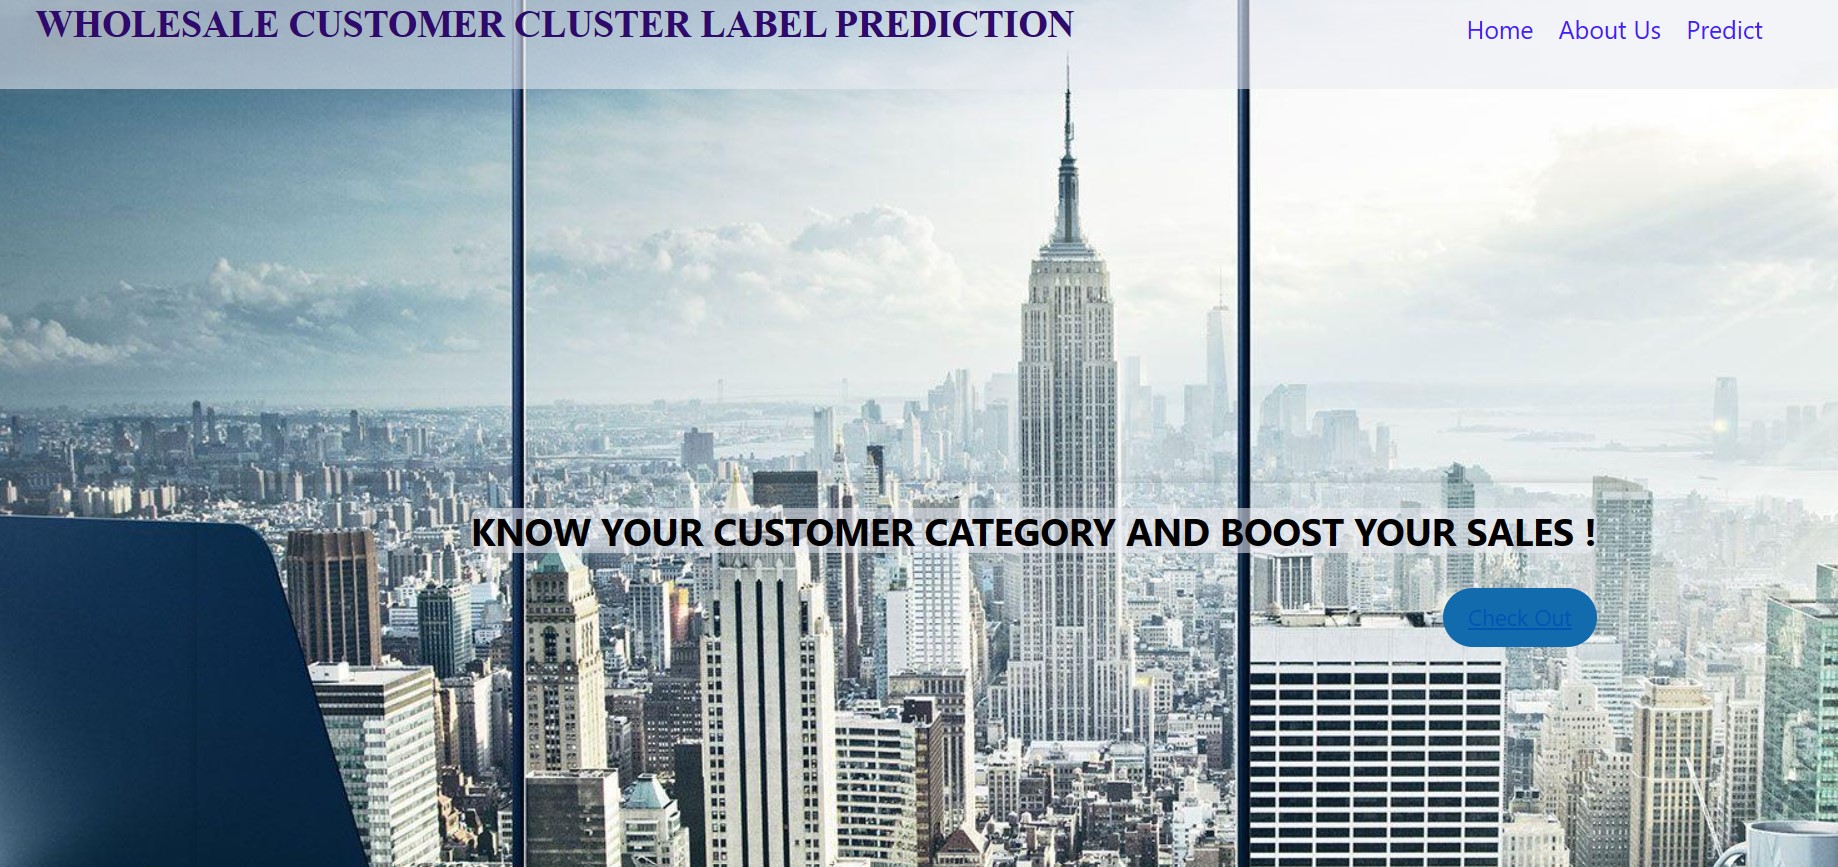 WHOLESALE CUSTOMER CLUSTER LABEL PREDICTION
Home About Us Predict
KNOW YOUR CUSTOMER CATEGORY AND BOOST YOUR SALES !
Check Out